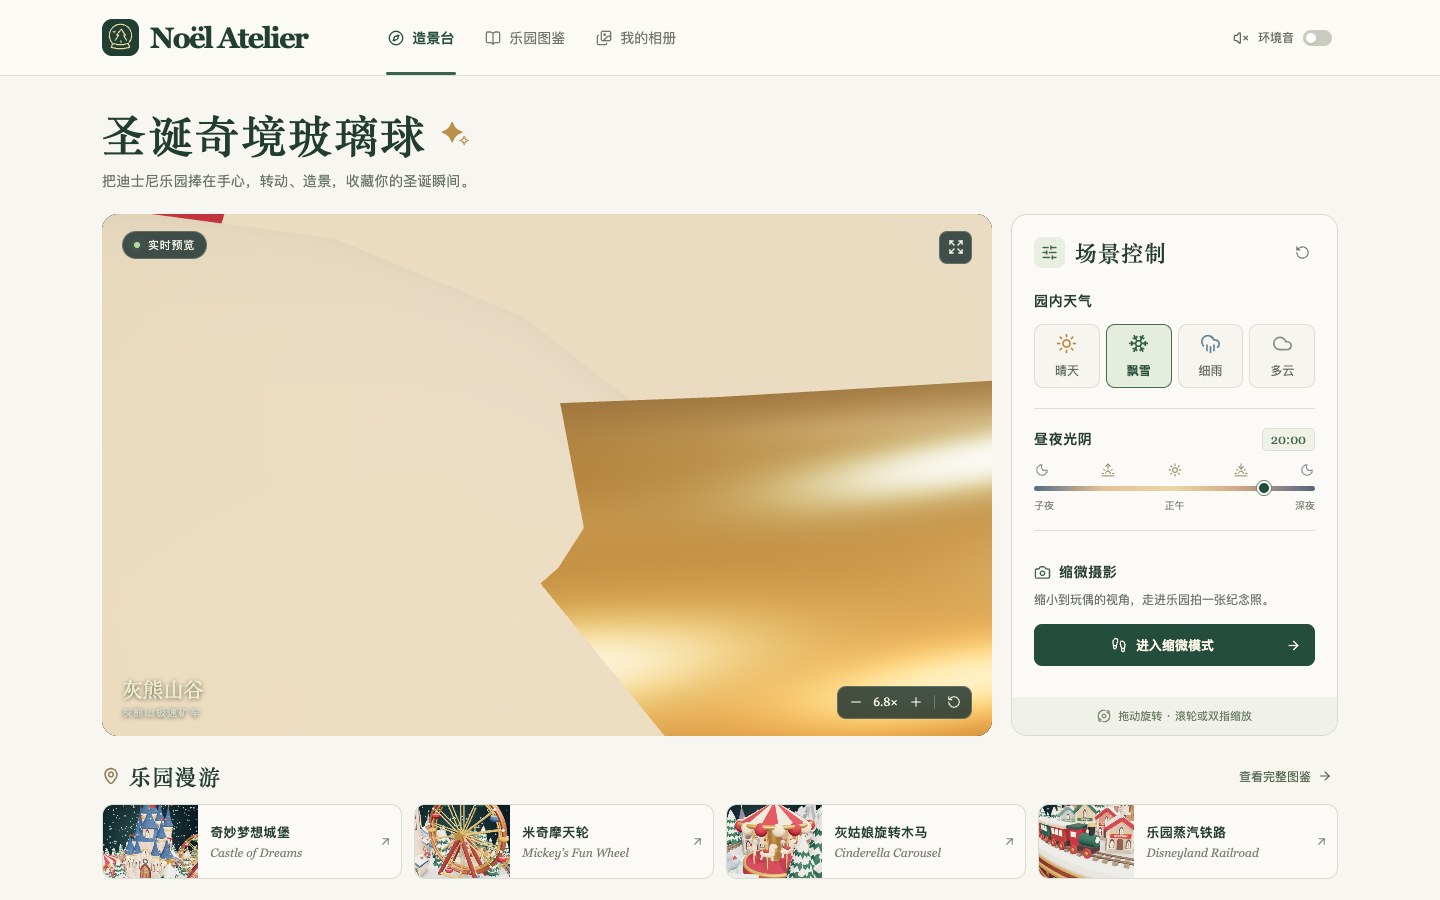 Noël Atelier
造景台
乐园图鉴
我的相册
环境音
圣诞奇境玻璃球
把迪士尼乐园捧在手心，转动、造景，收藏你的圣诞瞬间。
实时预览
灰熊山谷
灰熊山极速矿车
6.8×
场景控制
园内天气
晴天
飘雪
细雨
多云
昼夜光阴
20:00
子夜
正午
深夜
缩微摄影
缩小到玩偶的视角，走进乐园拍一张纪念照。
进入缩微模式
拖动旋转 · 滚轮或双指缩放
乐园漫游
查看完整图鉴
奇妙梦想城堡
Castle of Dreams
米奇摩天轮
Mickey's Fun Wheel
灰姑娘旋转木马
Cinderella Carousel
乐园蒸汽铁路
Disneyland Railroad